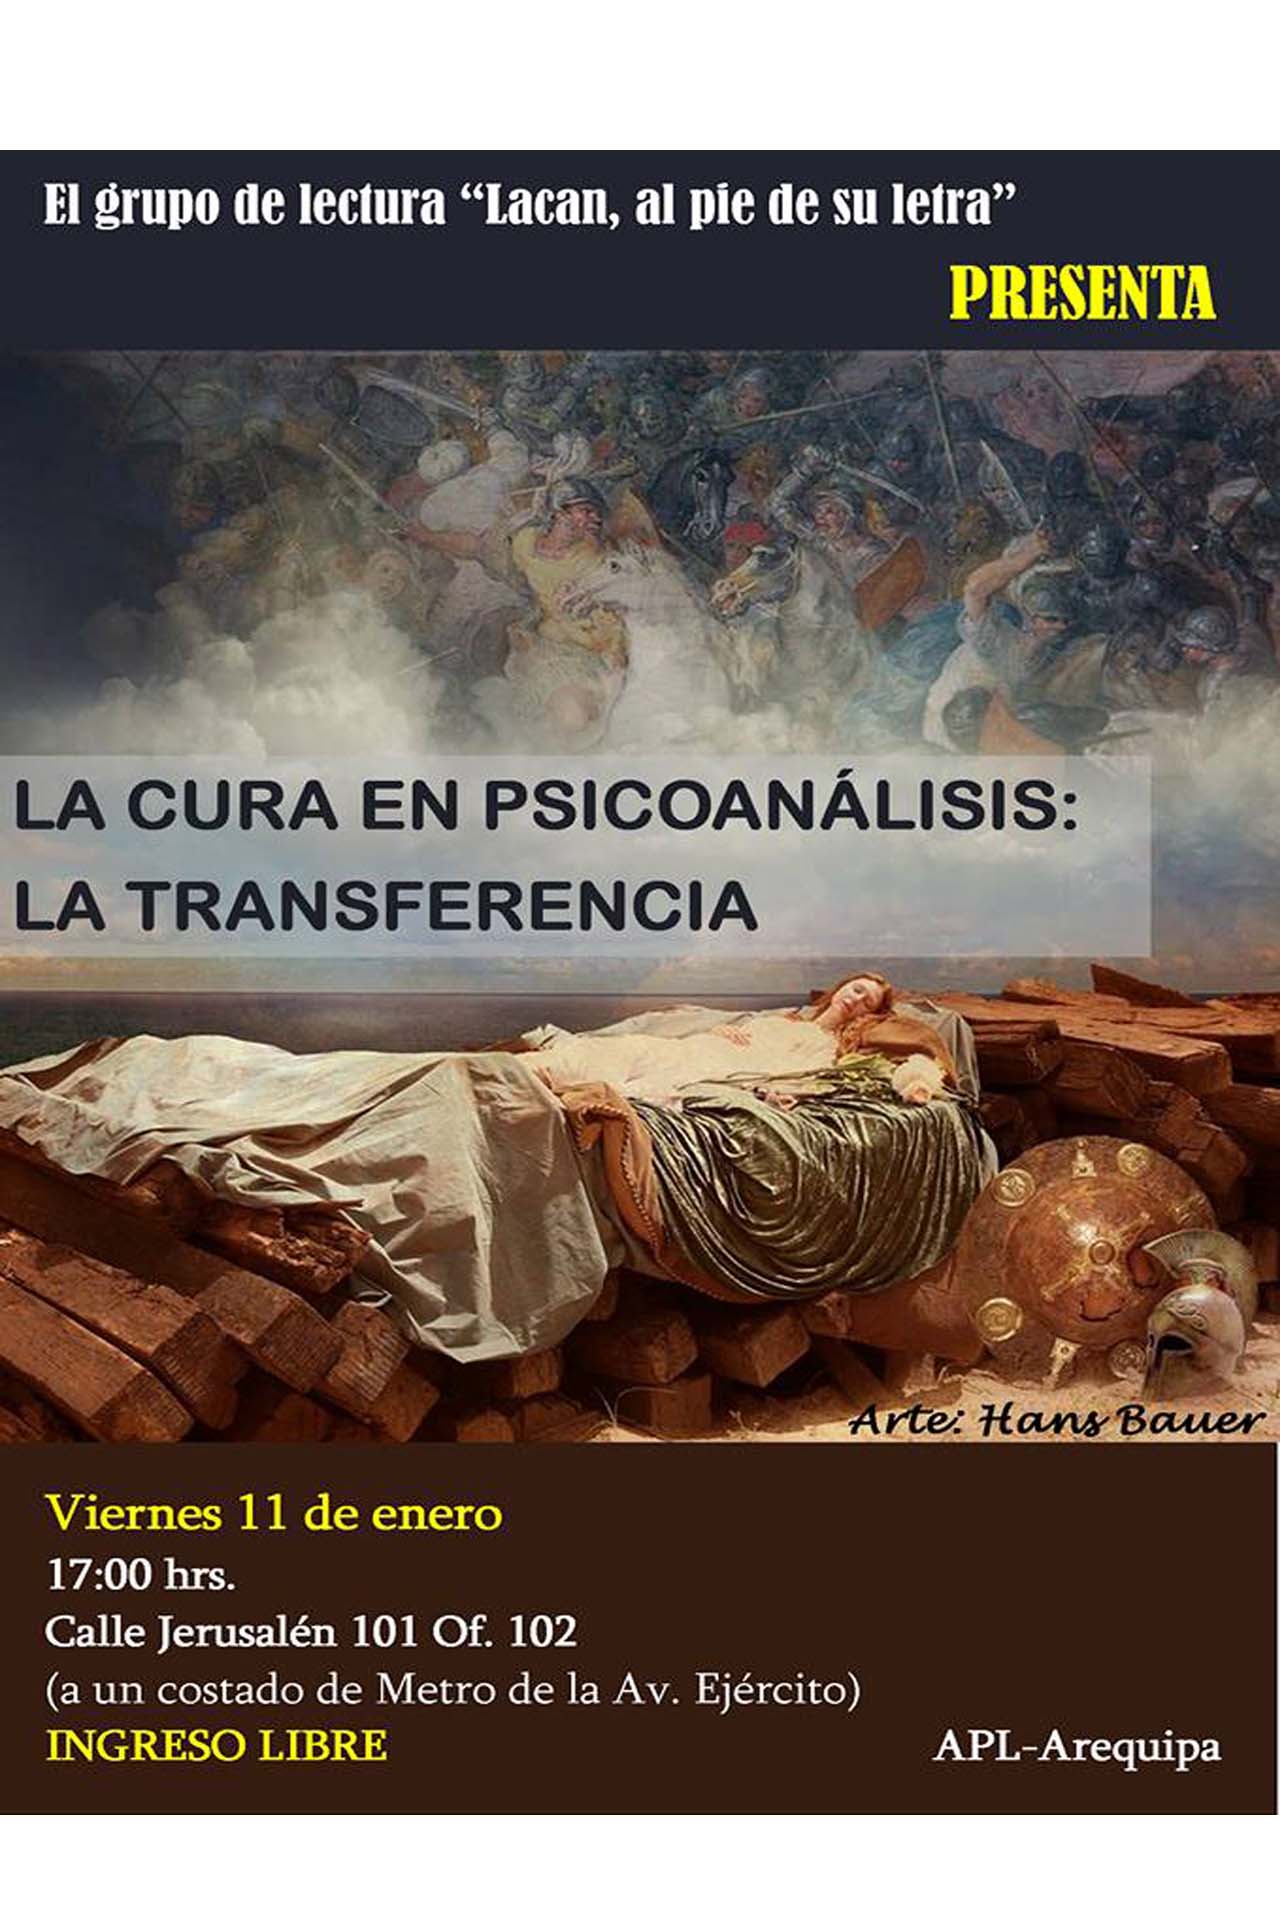 El grupo de lectura “Lacan, al pie de su letra”
PRESENTA
LA CURA EN PSICOANÁLISIS:
LA TRANSFERENCIA
Arte: Hans Bauer
Viernes 11 de enero
17:00 hrs.
Calle Jerusalén 101 Of. 102
(a un costado de Metro de la Av. Ejército)
INGRESO LIBRE
APL-Arequipa